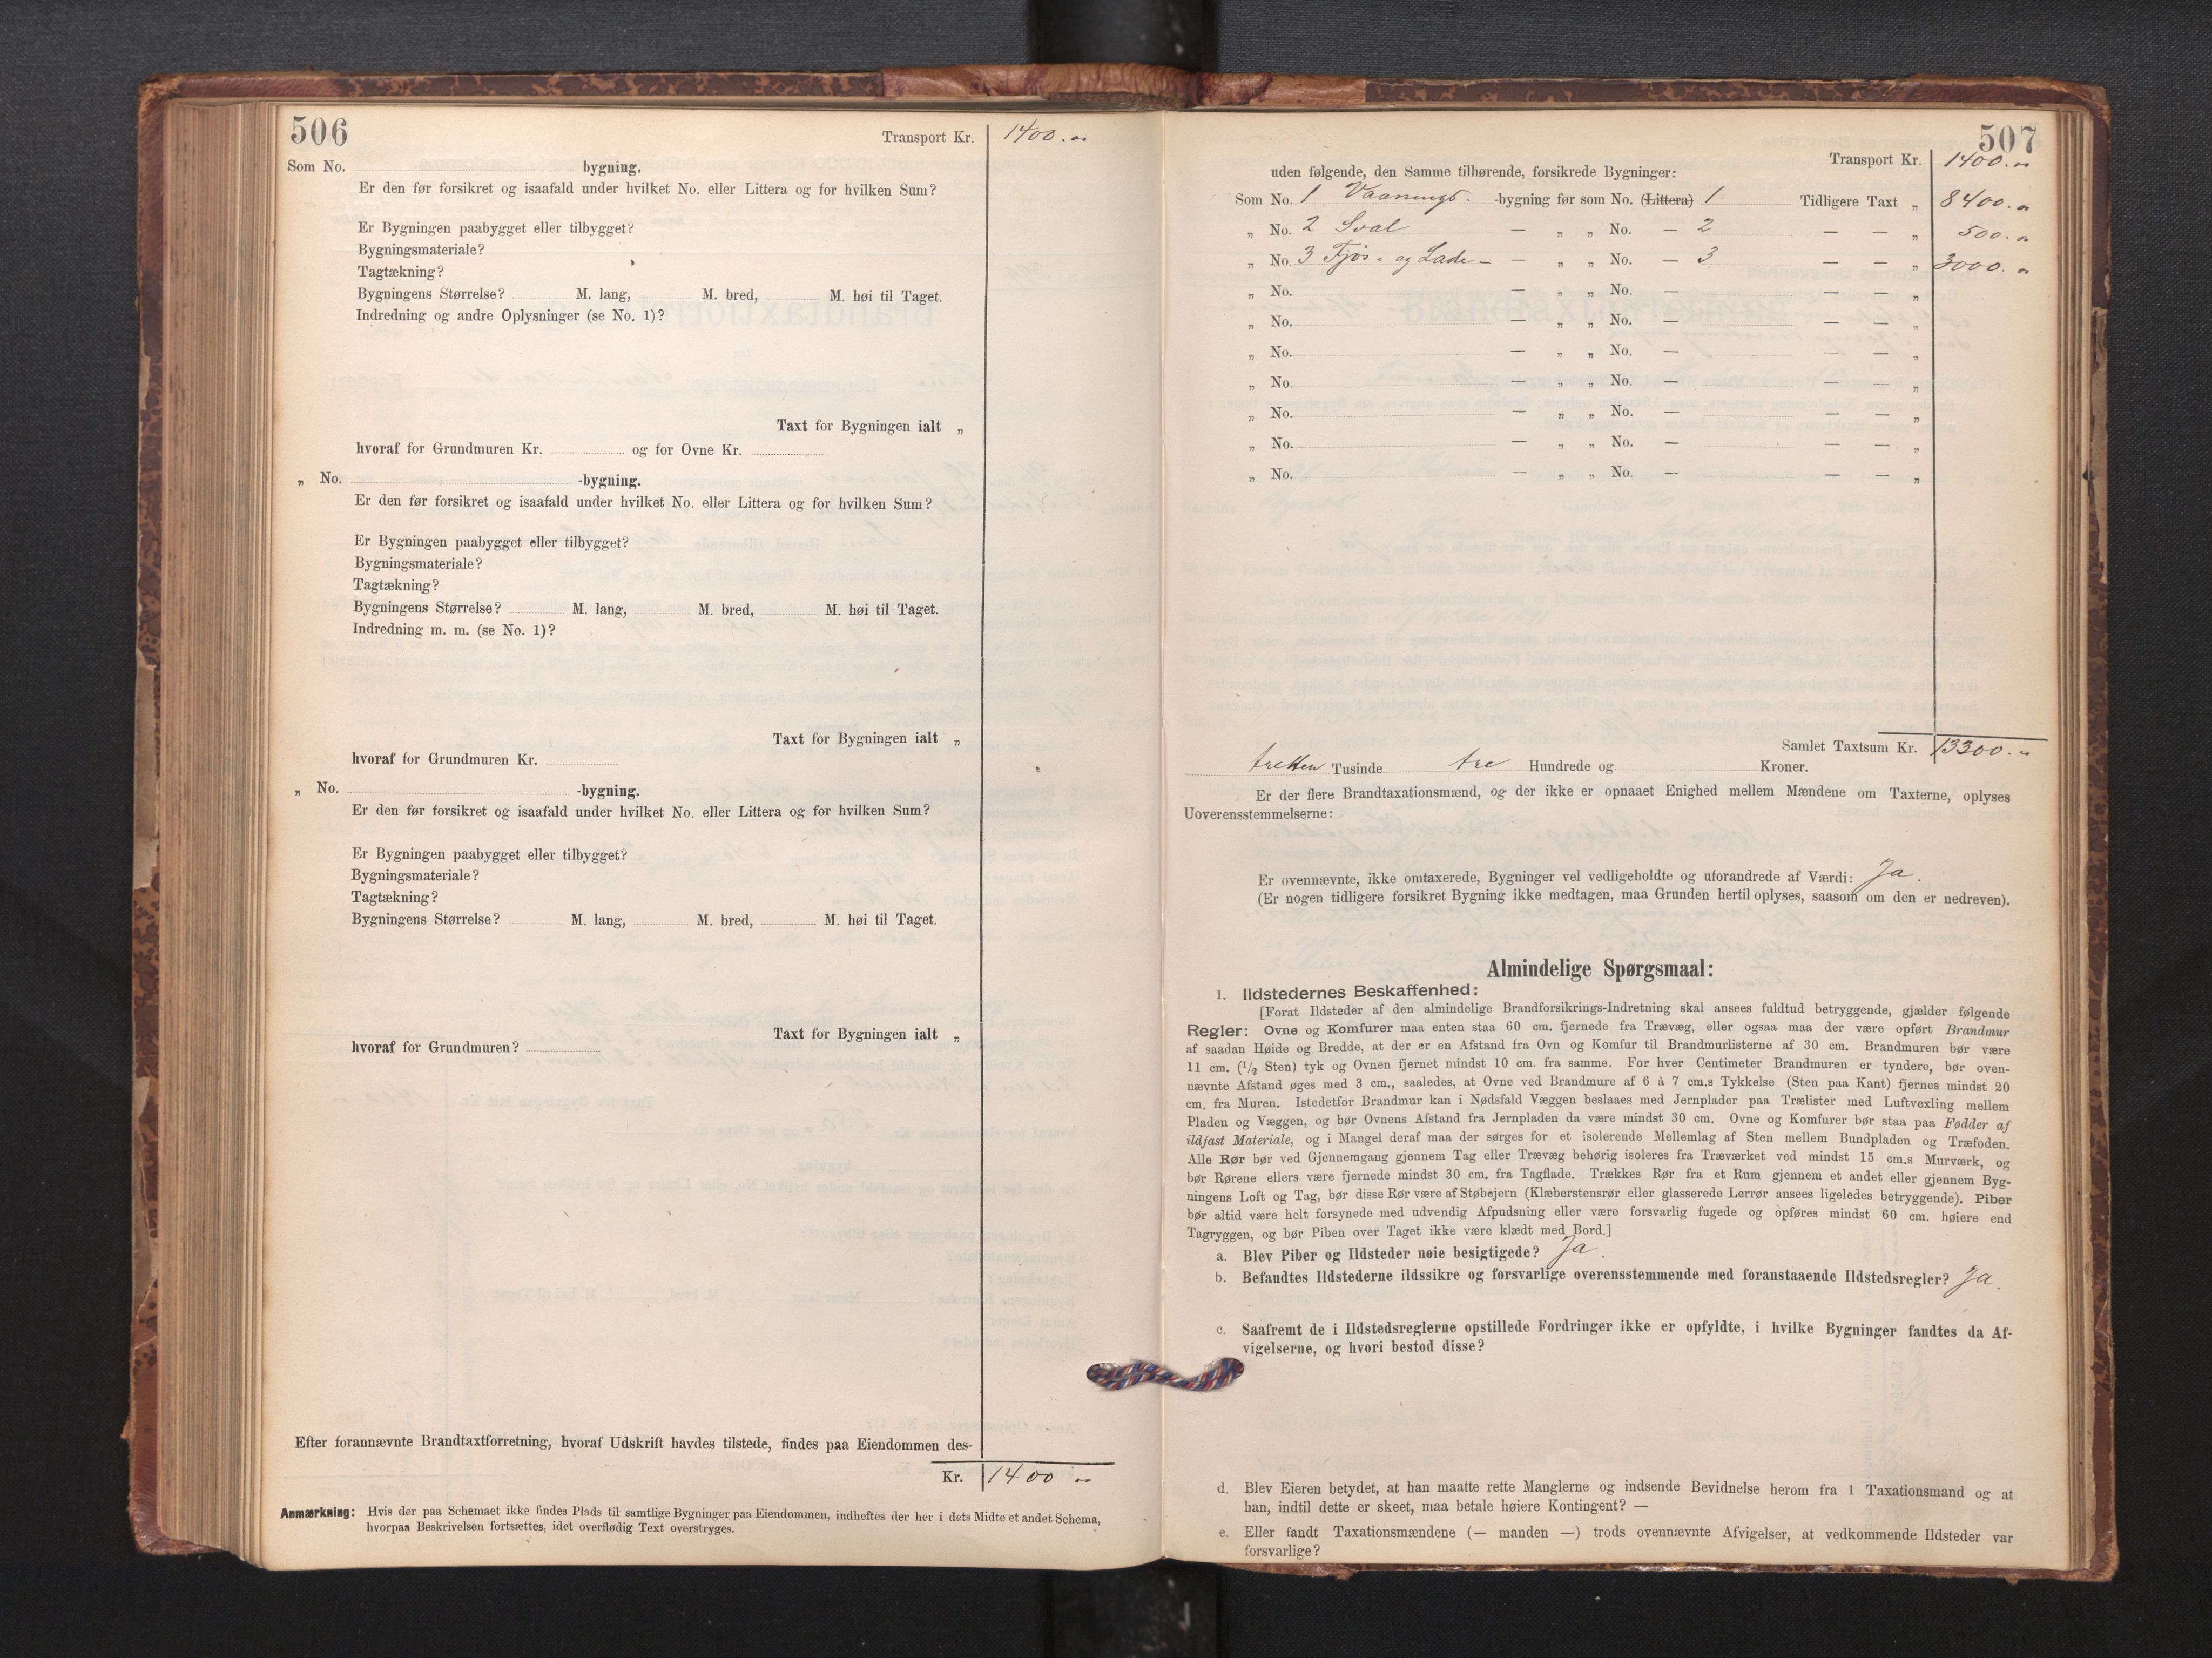 506
Transport Kr. 1400. "
Som No. bygning.
Er den før forsikret og isaafald under hvilket No. eller Littera og for hvilken Sum?
Er Bygningen paabygget eller tilbygget?
Bygningsmateriale?
Tagtækning?
Bygningens Størrelse? M. lang, M. bred, M. høi til Taget.
Indredning og andre Oplysninger (se No. 1)?
Taxt for Bygningen ialt „
hvoraf for Grundmuren Kr. og for Ovne Kr.
„ No. -bygning.
Er den før forsikret og isaafald under hvilket No. eller Littera og for hvilken Sum?
Er Bygningen paabygget eller tilbygget?
Bygningsmateriale?
Tagtækning?
Bygningens Størrelse? M. lang, M. bred, M. høi til Taget.
Indredning m. m. (se No. 1)?
Taxt for Bygningen ialt „
hvoraf for Grundmuren Kr.
„ No. -bygning.
Er den før forsikret og isaafald under hvilket No. eller Littera og for hvilken Sum?
Er Bygningen paabygget eller tilbygget?
Bygningsmateriale?
Tagtækning?
Bygningens Størrelse? M. lang, M. bred, M. høi til Taget.
Taxt for Bygningen ialt „
hvoraf for Grundmuren?
Efter forannævnte Brandtaxtforretning, hvoraf Udskrift havdes tilstede, findes paa Eiendommen des-
Kr. 1400 "
Anmærkning: Hvis der paa Schemaet ikke findes Plads til samtlige Bygninger paa Eiendommen, indheftes der her i dets Midte et andet Schema,
hvorpaa Beskrivelsen fortsættes, idet overflødig Text overstryges.
507
Transport Kr. 1400. "
uden følgende, den Samme tilhørende, forsikrede Bygninger:
Som No. 1 Vaanings- -bygning før som No. (Littera) 1 Tidligere Taxt „ 8400. "
„ No. 2 Sval — „ „ No. — 2 — — „ 500. "
„ No. 3 Fjøs- og Lade- — „ „ No. — 3 — — „ 3000. "
„ No. — „ „ No. — — — „
„ No. — „ „ No. — — — „
„ No. — „ „ No. — — — „
„ No. — „ „ No. — — — „
„ No. — „ „ No. — — — „
„ No. — „ „ No. — — — „
„ No. — „ „ No. — — — „
Samlet Taxtsum Kr. 13300. "
tretten Tusinde tre Hundrede og Kroner.
Er der flere Brandtaxationsmænd, og der ikke er opnaaet Enighed mellem Mændene om Taxterne, oplyses
Uoverensstemmelserne:
Er ovennævnte, ikke omtaxerede, Bygninger vel vedligeholdte og uforandrede af Værdi: Ja.
(Er nogen tidligere forsikret Bygning ikke medtagen, maa Grunden hertil oplyses, saasom om den er nedreven).
Almindelige Spørgsmaal:
1. Ildstedernes Beskaffenhed:
[Forat Ildsteder af den almindelige Brandforsikrings-Indretning skal ansees fuldtud betryggende, gjælder følgende
Regler: Ovne og Komfurer maa enten staa 60 cm. fjernede fra Trævæg, eller ogsaa maa der være opført Brandmur
af saadan Høide og Bredde, at der er en Afstand fra Ovn og Komfur til Brandmurlisterne af 30 cm. Brandmuren bør være
11 cm. (1/2 Sten) tyk og Ovnen fjernet mindst 10 cm. fra samme. For hver Centimeter Brandmuren er tyndere, bør oven-
nævnte Afstand øges med 3 cm., saaledes, at Ovne ved Brandmure af 6 à 7 cm.s Tykkelse (Sten paa Kant) fjernes mindst 20
cm. fra Muren. Istedetfor Brandmur kan i Nødsfald Væggen beslaaes med Jernplader paa Trælister med Luftvexling mellem
Pladen og Væggen, og bør Ovnens Afstand fra Jernpladen da være mindst 30 cm. Ovne og Komfurer bør staa paa Fødder af
ildfast Materiale, og i Mangel deraf maa der sørges for et isolerende Mellemlag af Sten mellem Bundpladen og Træfoden.
Alle Rør bør ved Gjennemgang gjennem Tag eller Trævæg behørig isoleres fra Træværket ved mindst 15 cm.s Murværk, og
bør Rørene ellers være fjernede mindst 30 cm. fra Tagflade. Trækkes Rør fra et Rum gjennem et andet eller gjennem Byg-
ningens Loft og Tag, bør disse Rør være af Støbejern (Klæberstensrør eller glasserede Lerrør ansees ligeledes betryggende). Piber
bør altid være helt forsynede med udvendig Afpudsning eller være forsvarlig fugede og opføres mindst 60 cm. høiere end
Tagryggen, og bør Piben over Taget ikke være klædt med Bord.]
a. Blev Piber og Ildsteder nøie besigtigede? Ja.
b. Befandtes Ildstederne ildssikre og forsvarlige overensstemmende med foranstaaende Ildstedsregler? Ja.
c. Saafremt de i Ildstedsreglerne opstillede Fordringer ikke er opfyldte, i hvilke Bygninger fandtes da Af-
vigelserne, og hvori bestod disse?
d. Blev Eieren betydet, at han maatte rette Manglerne og indsende Bevidnelse herom fra 1 Taxationsmand og at
han, indtil dette er skeet, maa betale høiere Kontingent? —
e. Eller fandt Taxationsmændene (— manden —) trods ovennævnte Afvigelser, at vedkommende Ildsteder var
forsvarlige?